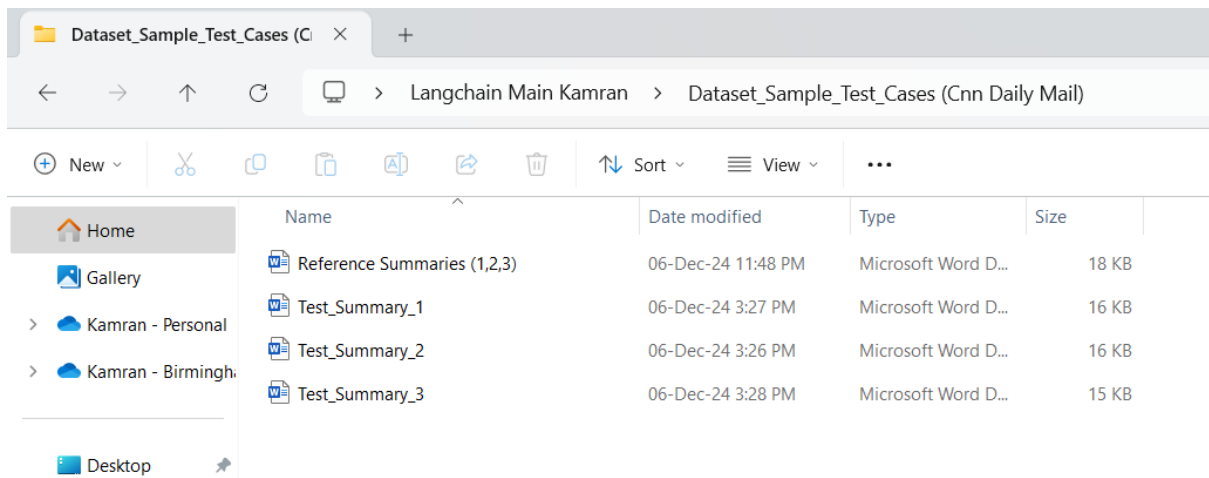 Dataset_Sample_Test_Cases (C
Langchain Main Kamran > Dataset_Sample_Test_Cases (Cnn Daily Mail)
New Sort View
Name Date modified Type Size
Home
Gallery
Kamran - Personal
Kamran - Birmingh
Desktop
Reference Summaries (1,2,3) 06-Dec-24 11:48 PM Microsoft Word D... 18 KB
Test_Summary_1 06-Dec-24 3:27 PM Microsoft Word D... 16 KB
Test_Summary_2 06-Dec-24 3:26 PM Microsoft Word D... 16 KB
Test_Summary_3 06-Dec-24 3:28 PM Microsoft Word D... 15 KB